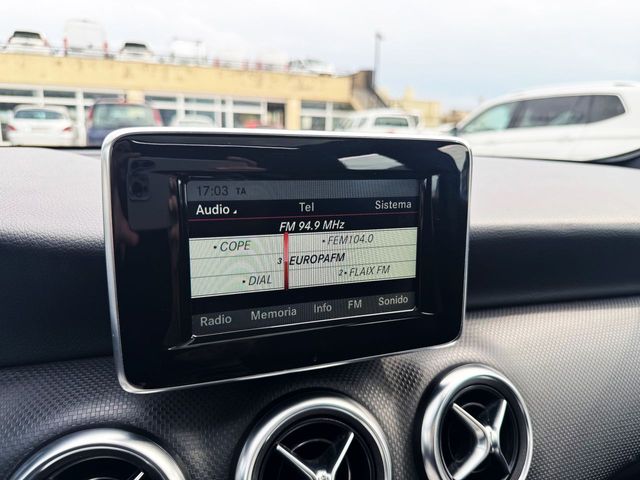 17:03 TA
Audio Tel Sistema
FM 94.9 MHz
• COPE • FEM104.0
3 • EUROPAFM
• DIAL 2 • FLAIX FM
Radio Memoria Info FM Sonido